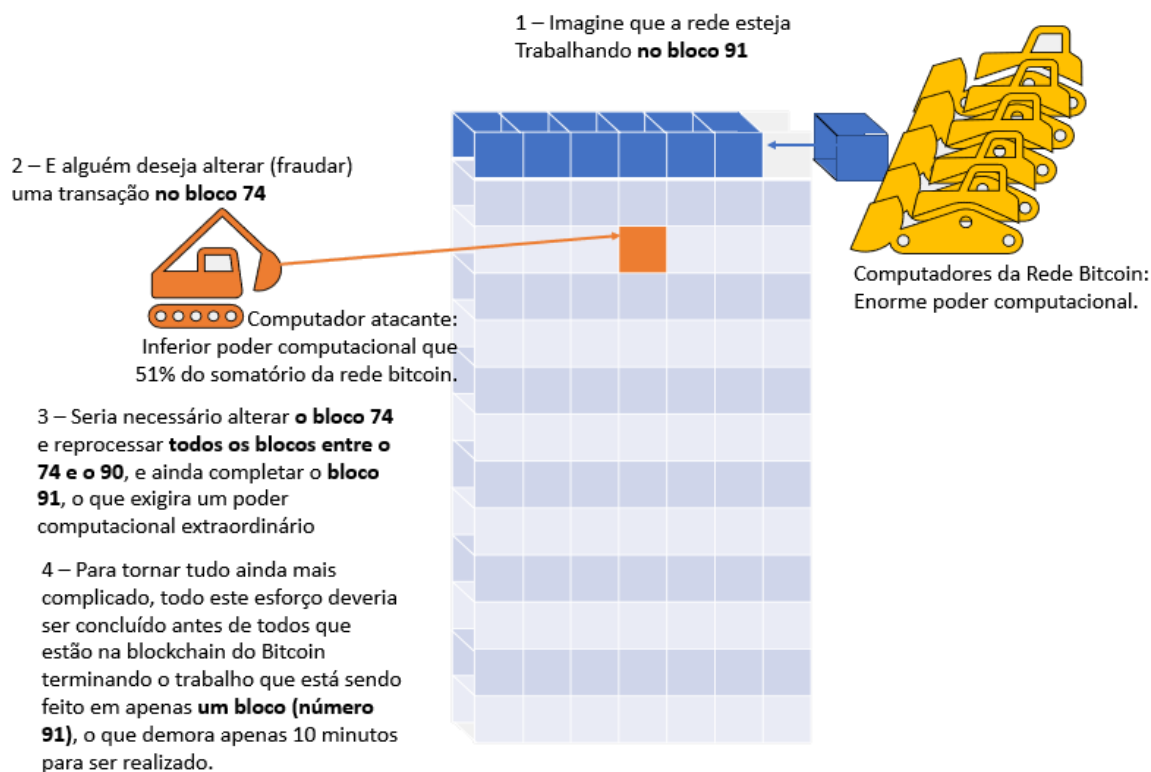 1 – Imagine que a rede esteja
Trabalhando no bloco 91
2 – E alguém deseja alterar (fraudar)
uma transação no bloco 74
Computadores da Rede Bitcoin:
Enorme poder computacional.
Computador atacante:
Inferior poder computacional que
51% do somatório da rede bitcoin.
3 – Seria necessário alterar o bloco 74
e reprocessar todos os blocos entre o
74 e o 90, e ainda completar o bloco
91, o que exigira um poder
computacional extraordinário
4 – Para tornar tudo ainda mais
complicado, todo este esforço deveria
ser concluído antes de todos que
estão na blockchain do Bitcoin
terminando o trabalho que está sendo
feito em apenas um bloco (número
91), o que demora apenas 10 minutos
para ser realizado.